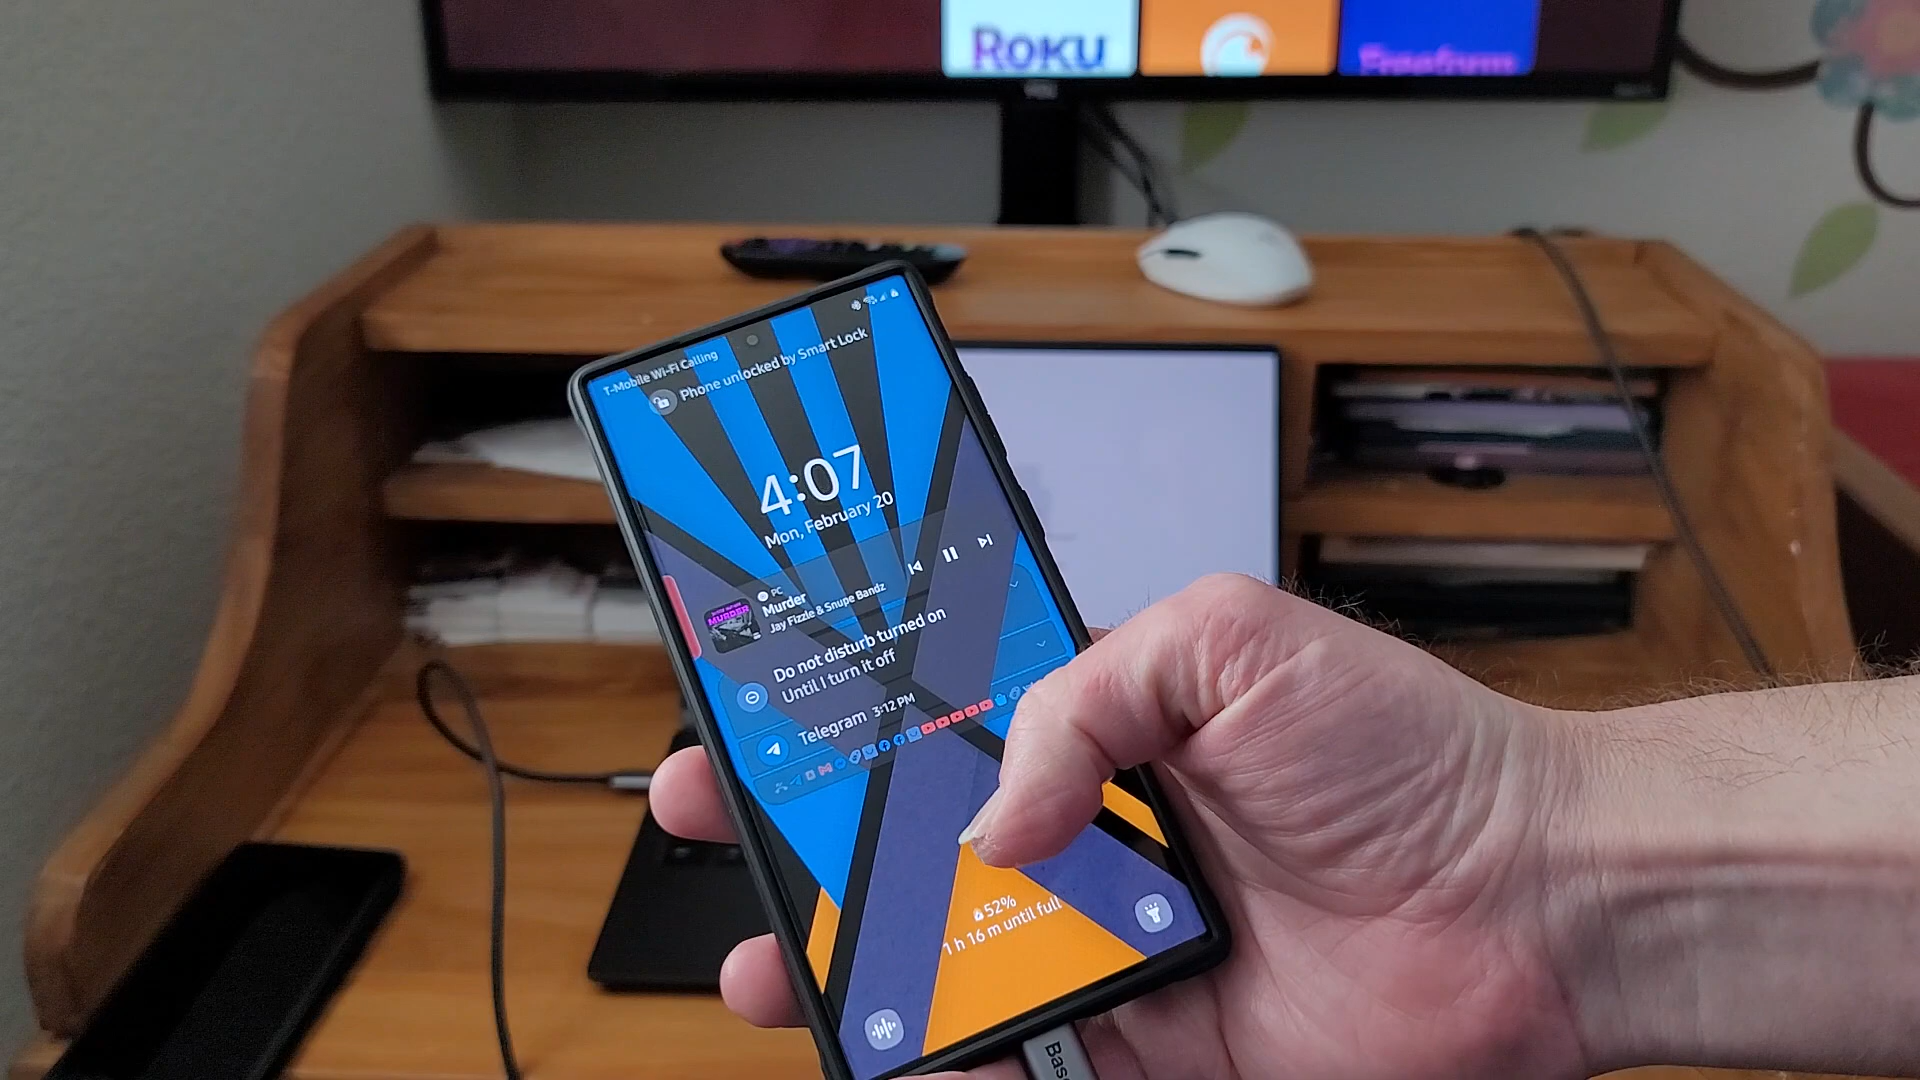 Roku
Freeform
T-Mobile Wi-Fi Calling
Phone unlocked by Smart Lock
4:07
Mon, February 20
PC
Murder
Jay Fizzle & Snupe Bandz
MURDER
Do not disturb turned on
Until I turn it off
Telegram 3:12 PM
52%
1 h 16 m until full
Bas